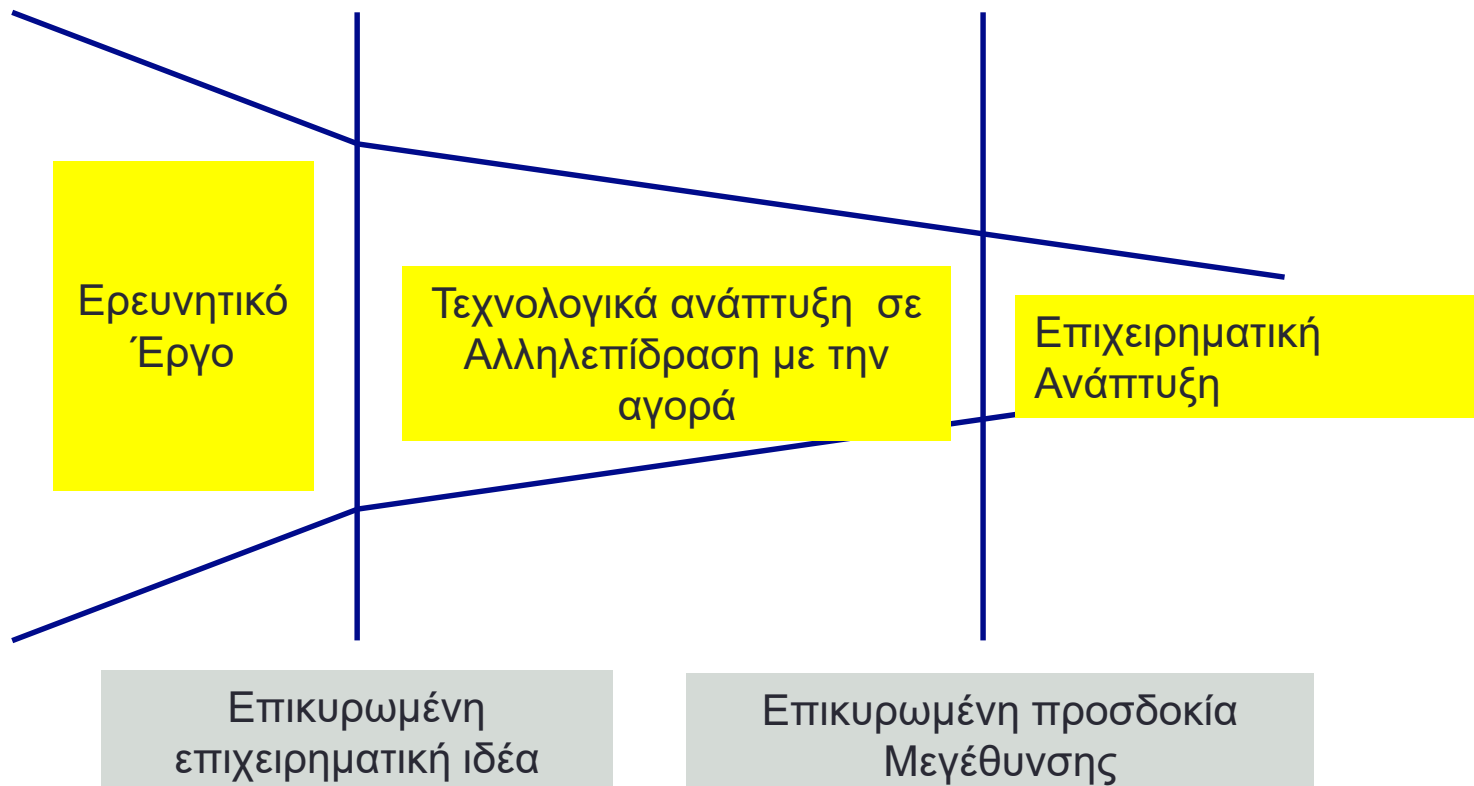 Ερευνητικό
Έργο
Τεχνολογικά ανάπτυξη  σε
Αλληλεπίδραση με την
αγορά
Επιχειρηματική
Ανάπτυξη
Επικυρωμένη
επιχειρηματική ιδέα
Επικυρωμένη προσδοκία
Μεγέθυνσης